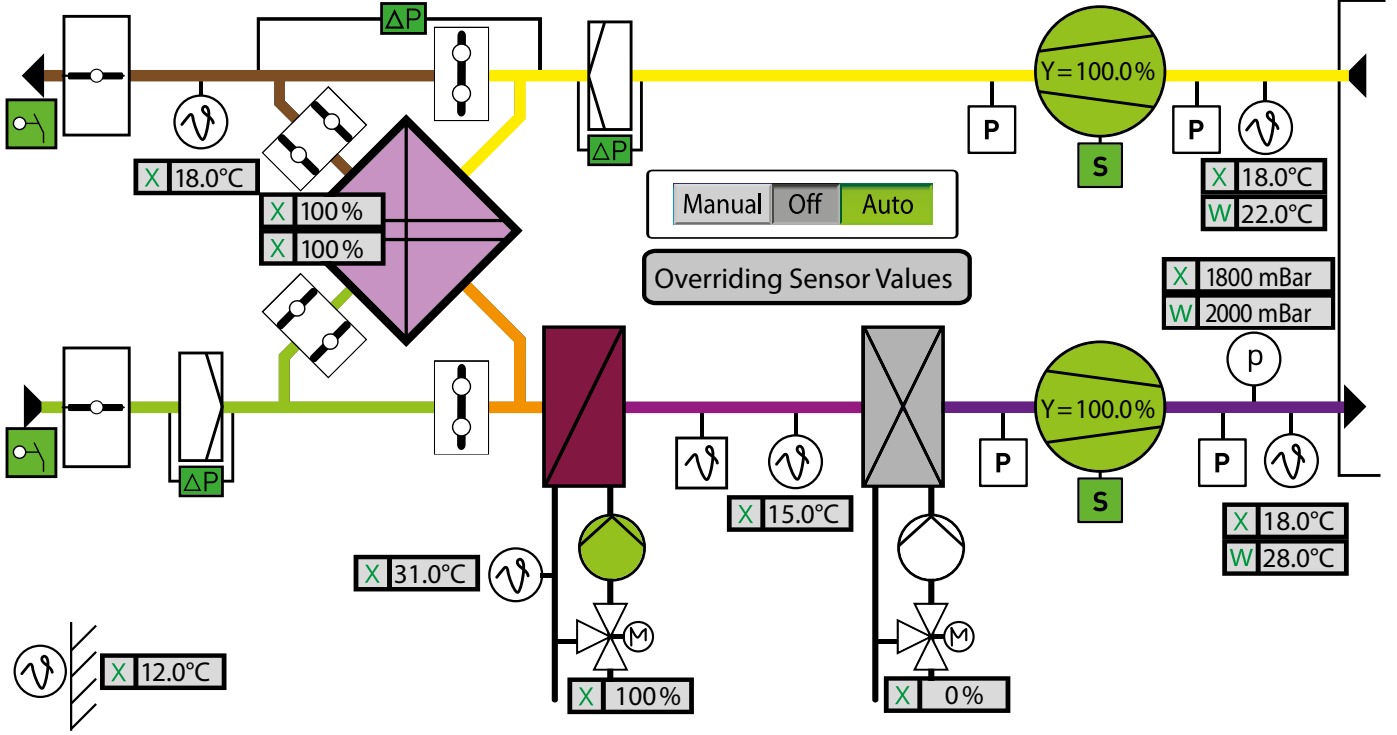 ΔP
Y = 100.0 %
P
P
ΔP
S
X 18.0°C
X 18.0°C
W 22.0°C
X 100 %
X 100 %
Manual Off Auto
Overriding Sensor Values
X 1800 mBar
W 2000 mBar
p
Y = 100.0 %
ΔP
P
P
S
X 15.0°C
X 18.0°C
W 28.0°C
X 31.0°C
M
M
X 12.0°C
X 100 %
X 0 %